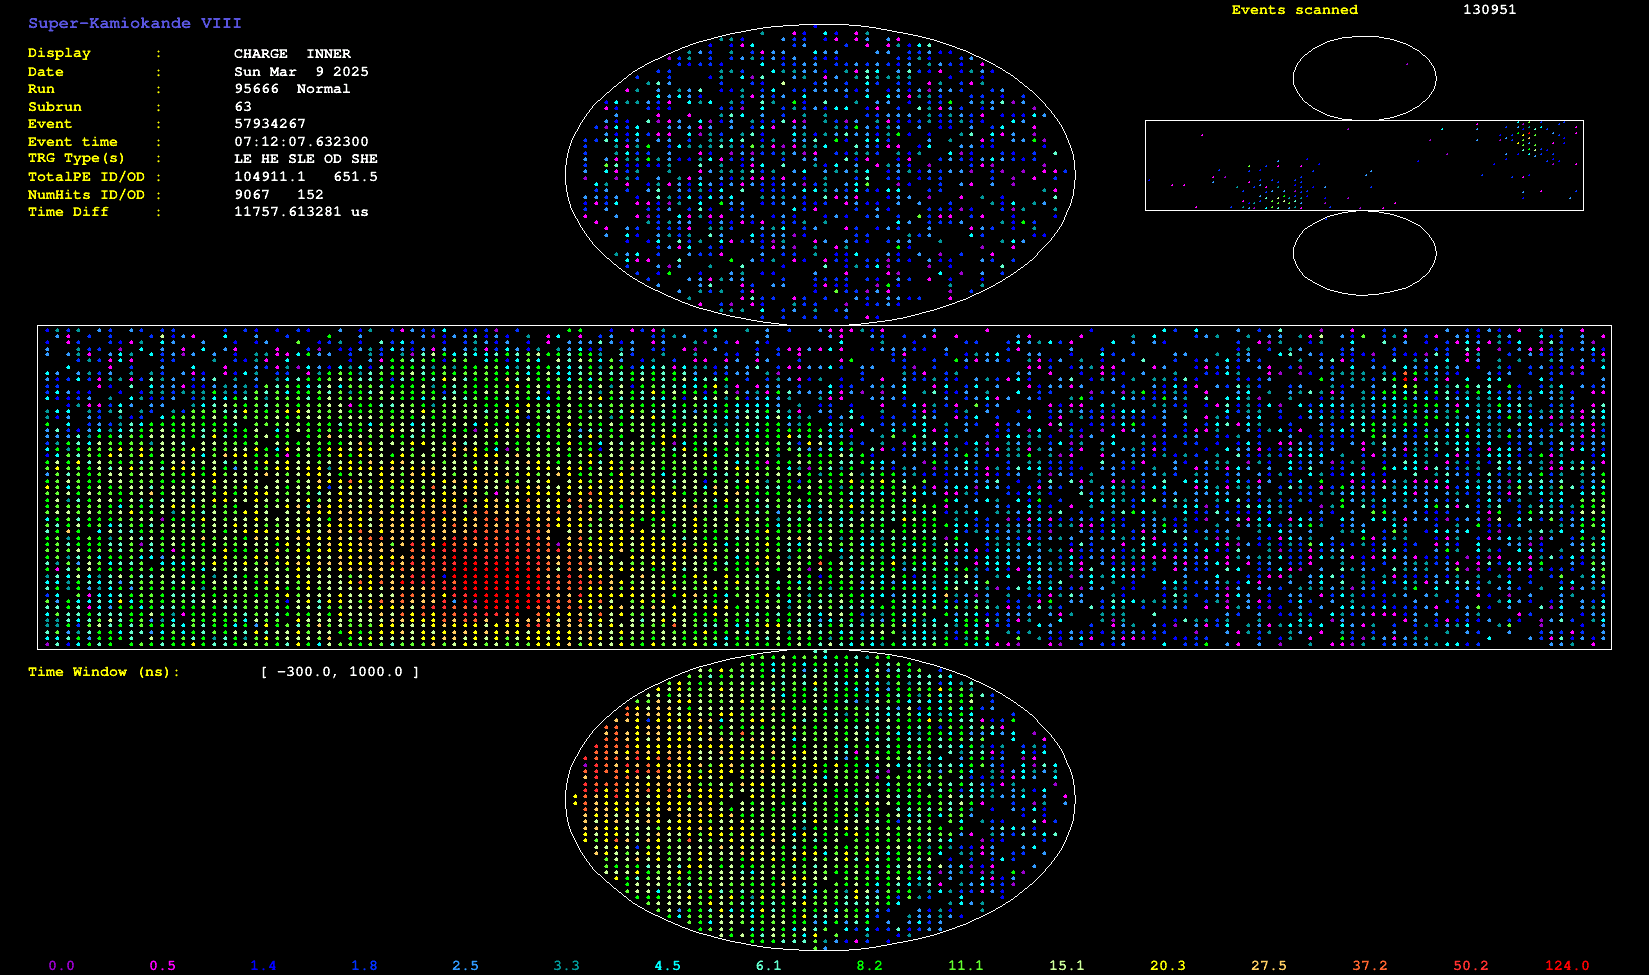 Super-Kamiokande VIII
Events scanned 130951
Display : CHARGE INNER
Date : Sun Mar 9 2025
Run : 95666 Normal
Subrun : 63
Event : 57934267
Event time : 07:12:07.632300
TRG Type(s) : LE HE SLE OD SHE
TotalPE ID/OD : 104911.1 651.5
NumHits ID/OD : 9067 152
Time Diff : 11757.613281 us
Time Window (ns): [ -300.0, 1000.0 ]
0.0 0.5 1.4 1.8 2.5 3.3 4.5 6.1 8.2 11.1 15.1 20.3 27.5 37.2 50.2 124.0